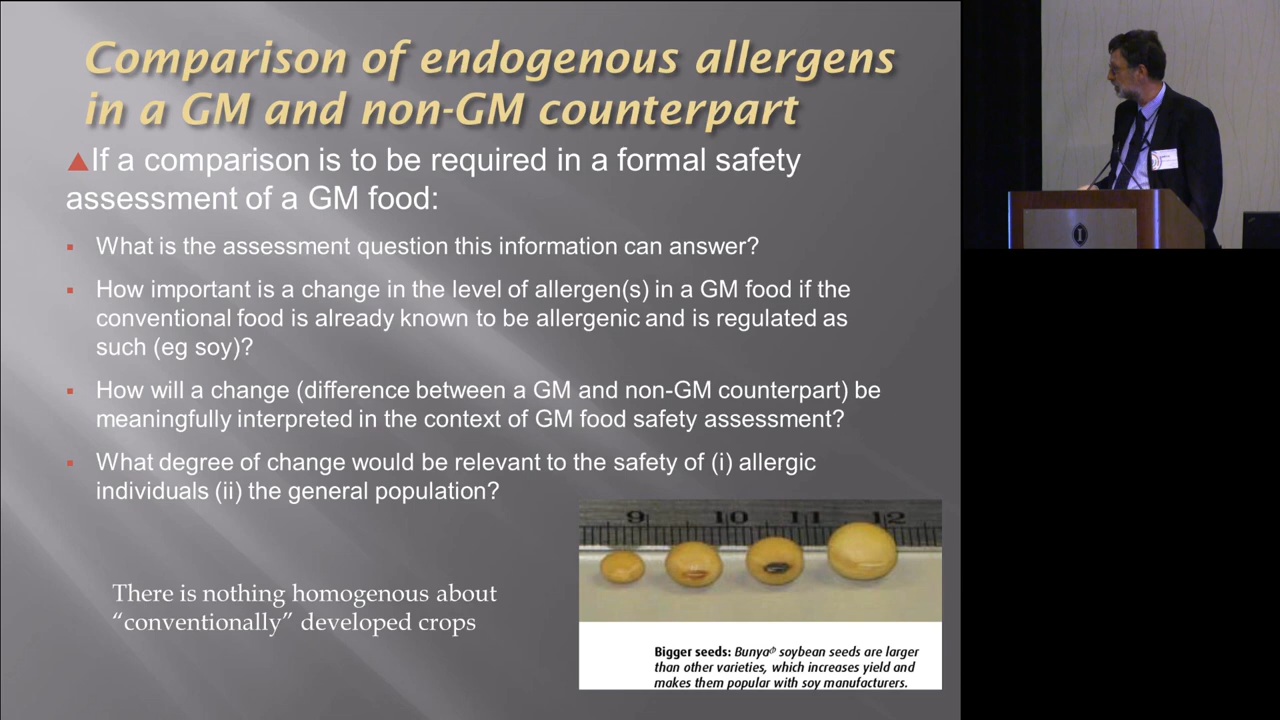 Comparison of endogenous allergens
in a GM and non-GM counterpart
▲If a comparison is to be required in a formal safety
assessment of a GM food:
▪ What is the assessment question this information can answer?
▪ How important is a change in the level of allergen(s) in a GM food if the
conventional food is already known to be allergenic and is regulated as
such (eg soy)?
▪ How will a change (difference between a GM and non-GM counterpart) be
meaningfully interpreted in the context of GM food safety assessment?
▪ What degree of change would be relevant to the safety of (i) allergic
individuals (ii) the general population?
9 10 11 12
There is nothing homogenous about
“conventionally” developed crops
Bigger seeds: Bunya soybean seeds are larger
than other varieties, which increases yield and
makes them popular with soy manufacturers.